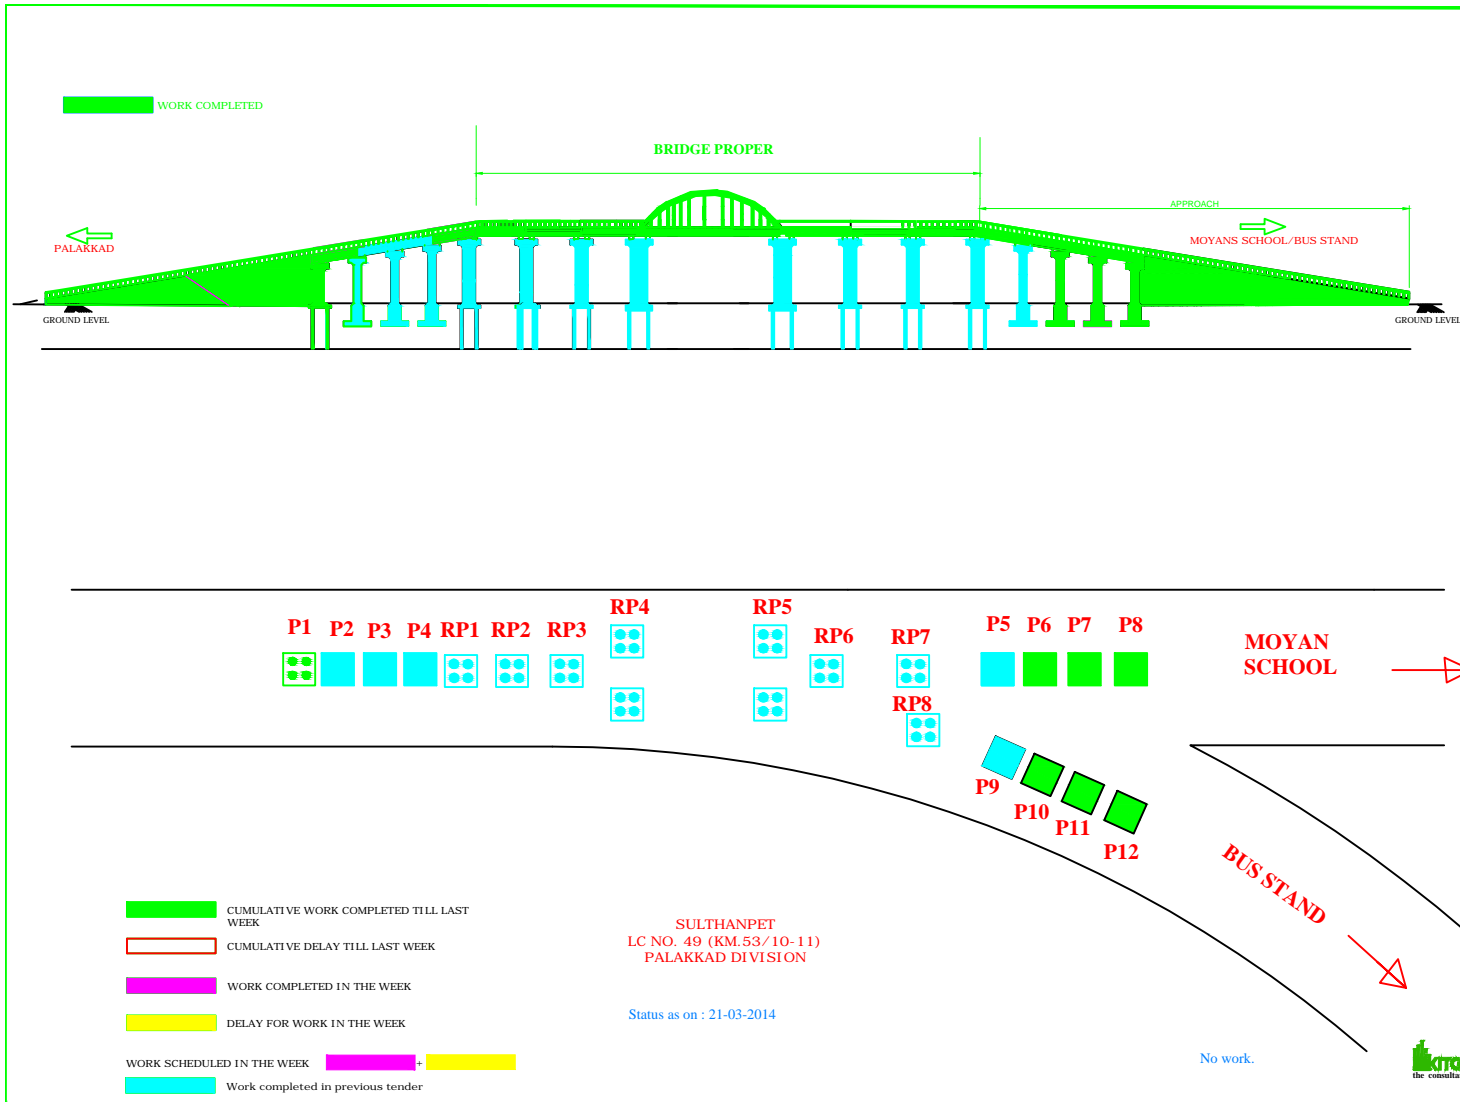 WORK COMPLETED
BRIDGE PROPER
APPROACH
PALAKKAD
MOYANS SCHOOL/BUS STAND
GROUND LEVEL
GROUND LEVEL
RP4
RP5
P1
P2
P3
P4
RP1
RP2
RP3
RP6
RP7
P5
P6
P7
P8
MOYAN
SCHOOL
RP8
P9
P10
P11
P12
BUS STAND
CUMULATIVE WORK COMPLETED TILL LAST
WEEK
CUMULATIVE DELAY TILL LAST WEEK
WORK COMPLETED IN THE WEEK
DELAY FOR WORK IN THE WEEK
WORK SCHEDULED IN THE WEEK +
Work completed in previous tender
SULTHANPET
LC NO. 49 (KM.53/10-11)
PALAKKAD DIVISION
Status as on : 21-03-2014
No work.
the